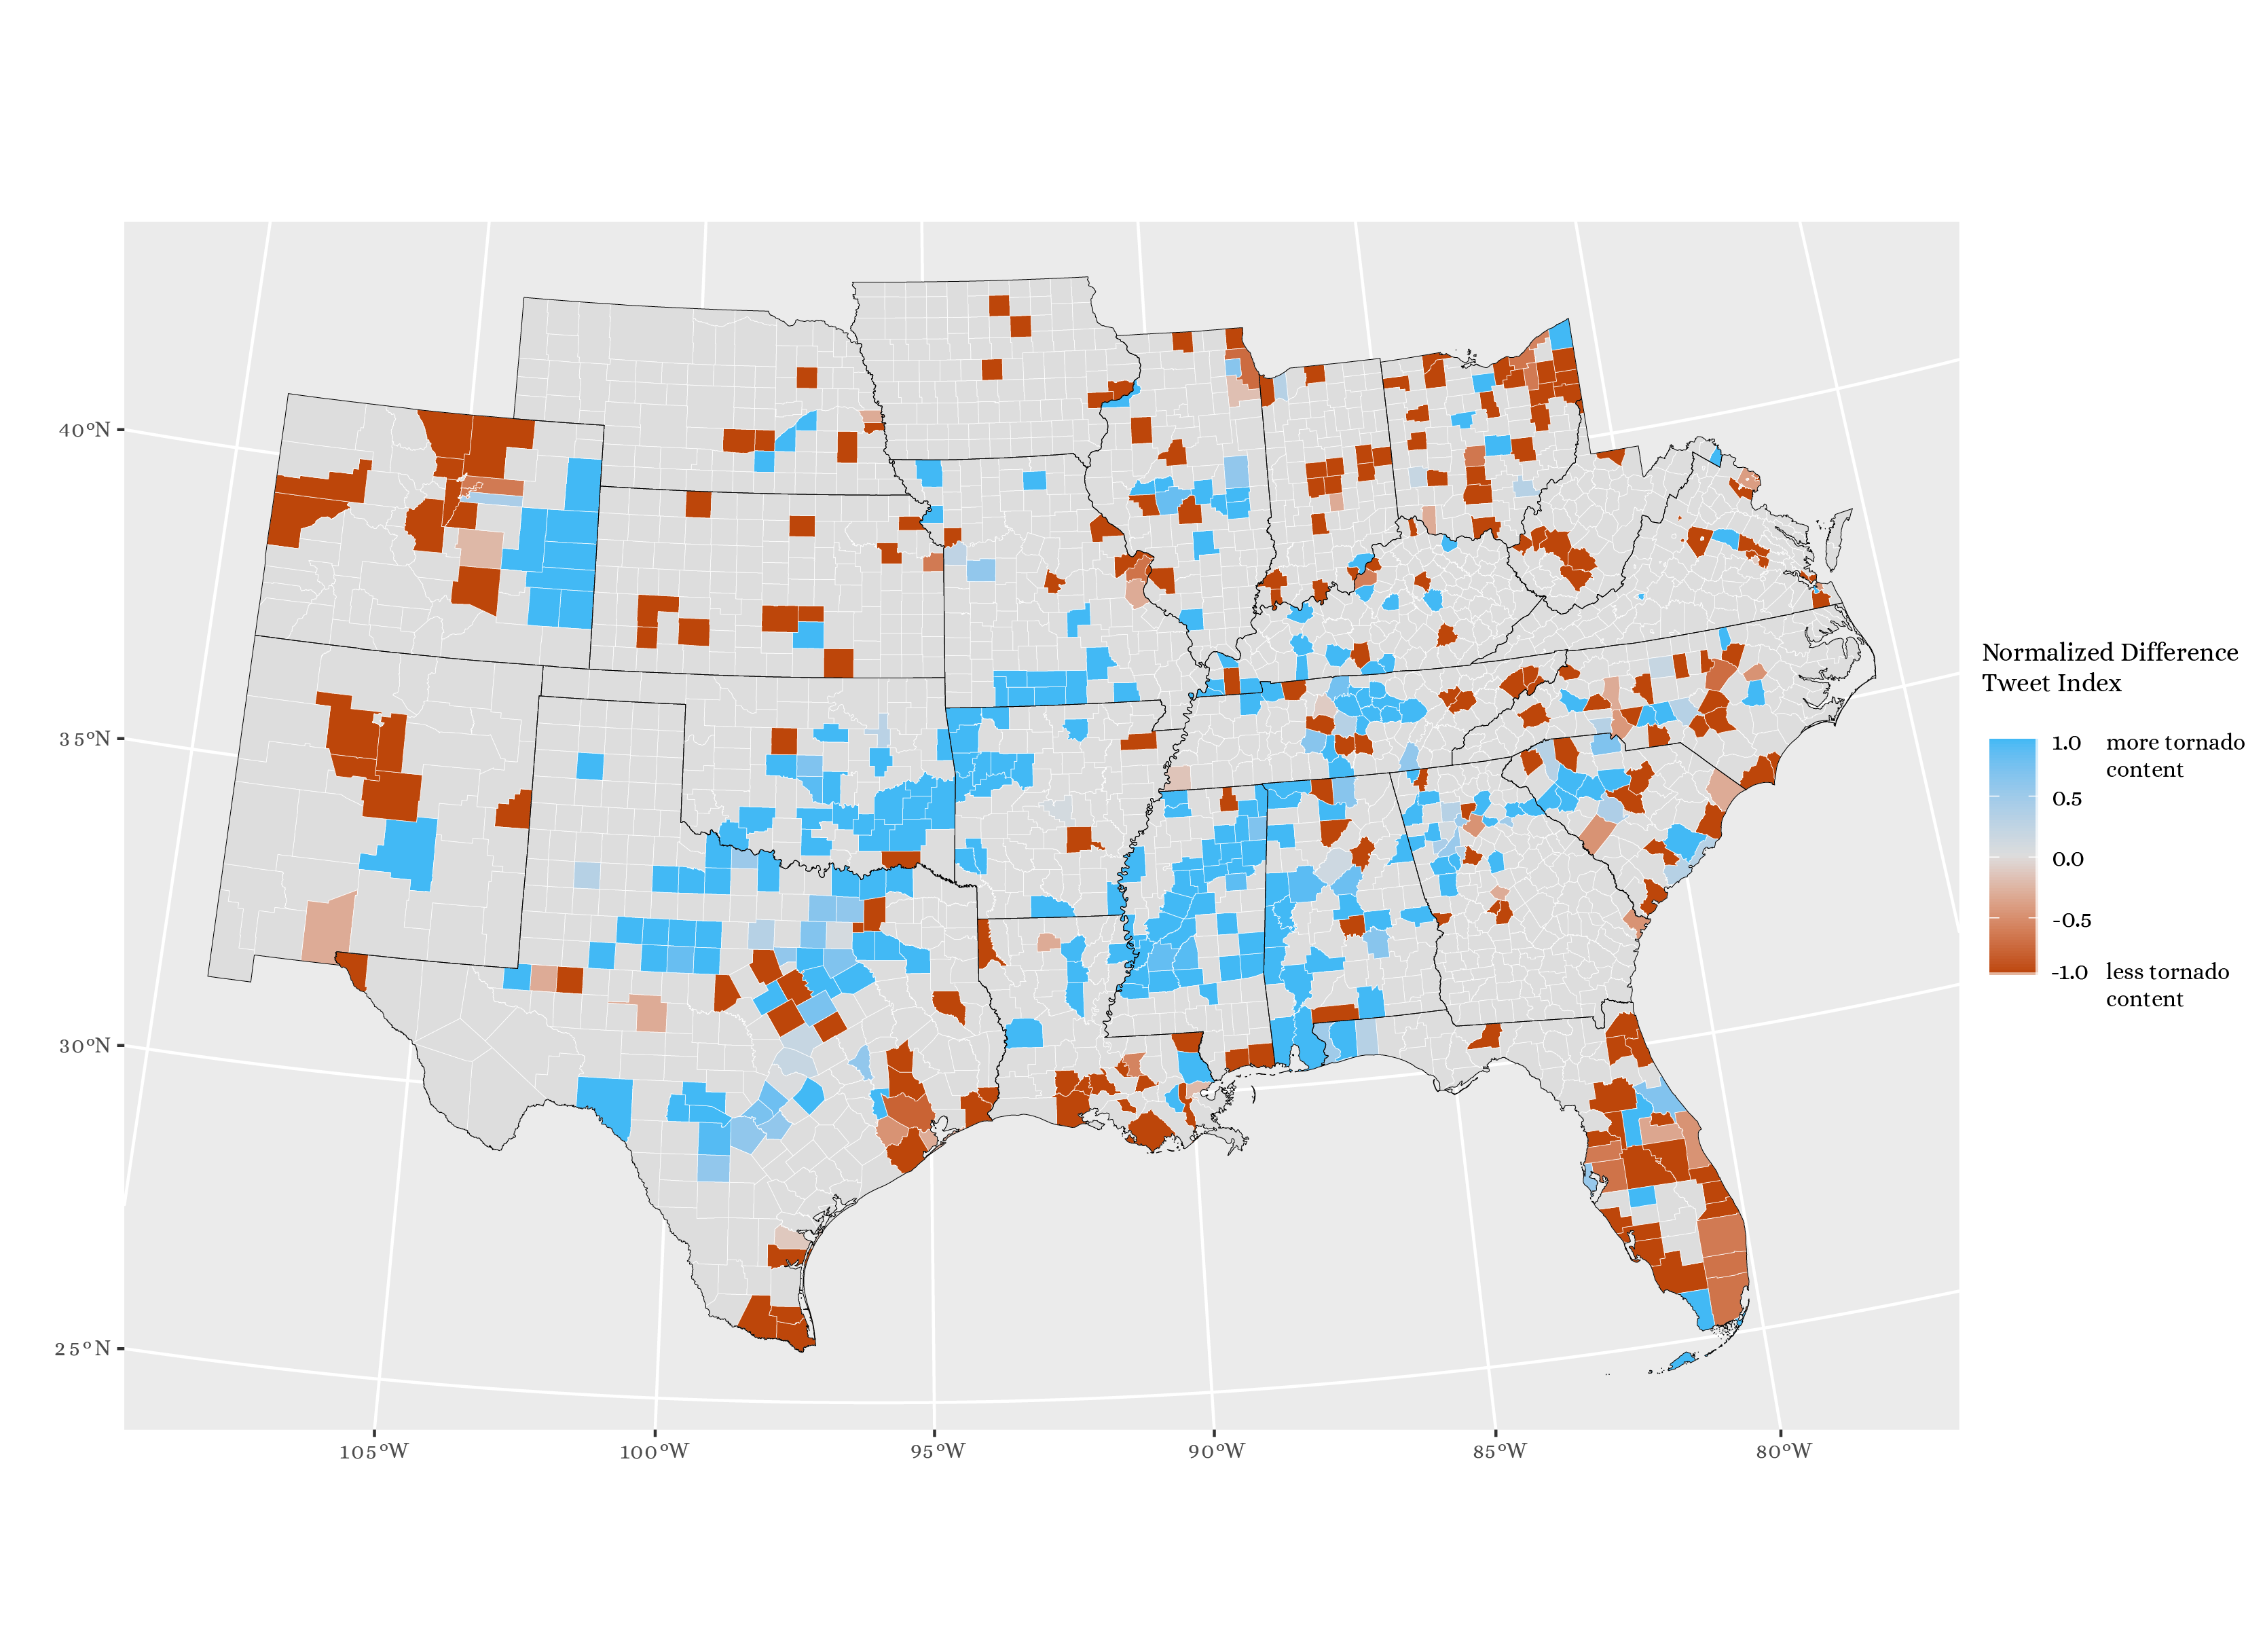 40°N
35°N
30°N
25°N
105°W
100°W
95°W
90°W
85°W
80°W
Normalized Difference
Tweet Index
1.0 more tornado
content
0.5
0.0
-0.5
-1.0 less tornado
content